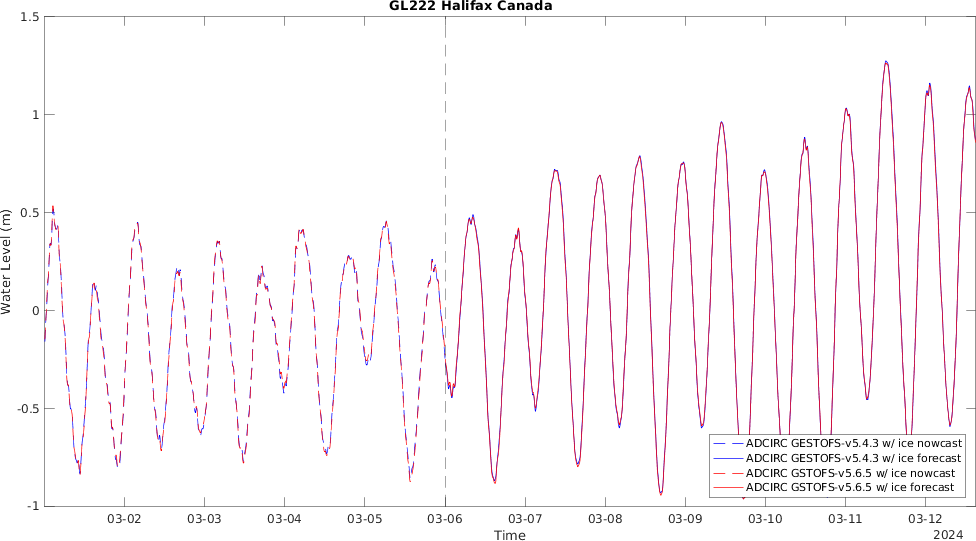 GL222 Halifax Canada
1.5
1
0.5
0
-0.5
-1
Water Level (m)
03-02 03-03 03-04 03-05 03-06 03-07 03-08 03-09 03-10 03-11 03-12
Time
2024
ADCIRC GESTOFS-v5.4.3 w/ ice nowcast
ADCIRC GESTOFS-v5.4.3 w/ ice forecast
ADCIRC GSTOFS-v5.6.5 w/ ice nowcast
ADCIRC GSTOFS-v5.6.5 w/ ice forecast